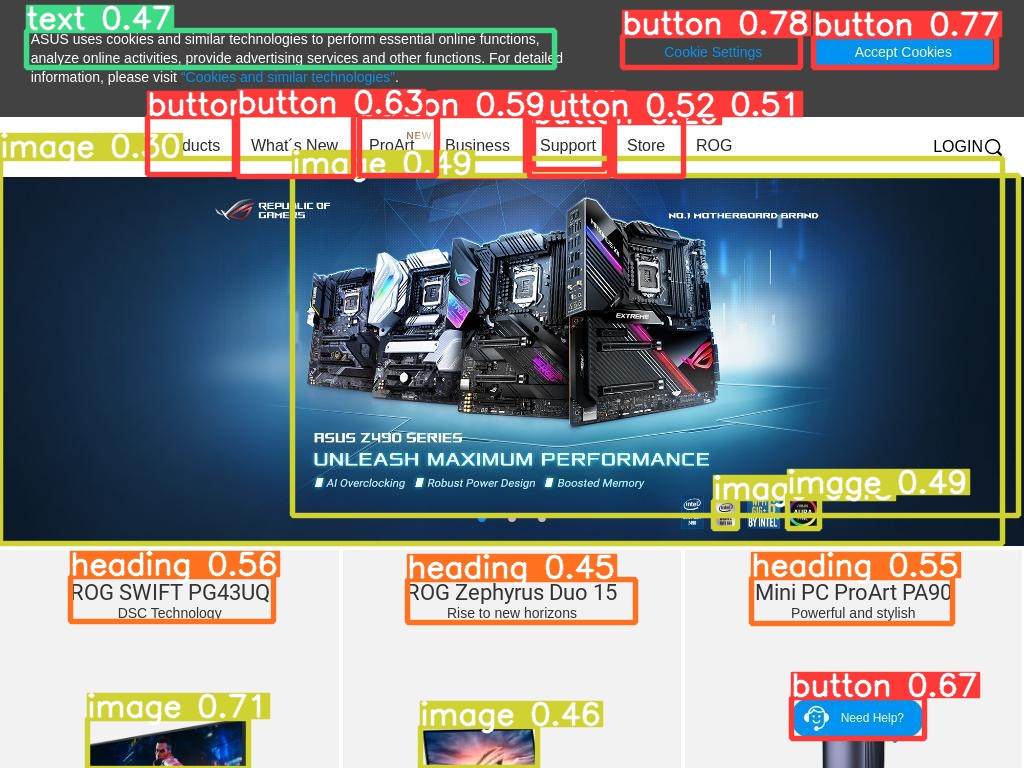 text 0.47
ASUS uses cookies and similar technologies to perform essential online functions,
analyze online activities, provide advertising services and other functions. For detailed
information, please visit "Cookies and similar technologies".
button 0.78
Cookie Settings
button 0.77
Accept Cookies
button 0.63
0.59
0.52
0.51
What´s New
ProArt
NEW
Business
Support
Store
ROG
LOGIN
image 0.30
image 0.49
REPUBLIC OF
GAMERS
NO.1 MOTHERBOARD BRAND
EXTREME
ASUS Z490 SERIES
UNLEASH MAXIMUM PERFORMANCE
AI Overclocking
Robust Power Design
Boosted Memory
image 0.49
BY INTEL
AURA
heading 0.56
ROG SWIFT PG43UQ
DSC Technology
heading 0.45
ROG Zephyrus Duo 15
Rise to new horizons
heading 0.55
Mini PC ProArt PA90
Powerful and stylish
image 0.71
image 0.46
button 0.67
Need Help?